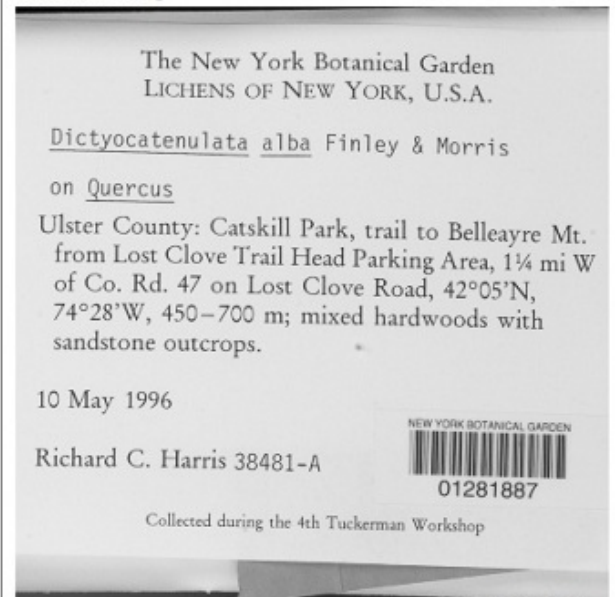 The New York Botanical Garden
LICHENS OF NEW YORK, U.S.A.
Dictyocatenulata alba Finley & Morris
on Quercus
Ulster County: Catskill Park, trail to Belleayre Mt.
from Lost Clove Trail Head Parking Area, 1¼ mi W
of Co. Rd. 47 on Lost Clove Road, 42°05'N,
74°28'W, 450–700 m; mixed hardwoods with
sandstone outcrops.
10 May 1996
NEW YORK BOTANICAL GARDEN
Richard C. Harris 38481-A
01281887
Collected during the 4th Tuckerman Workshop